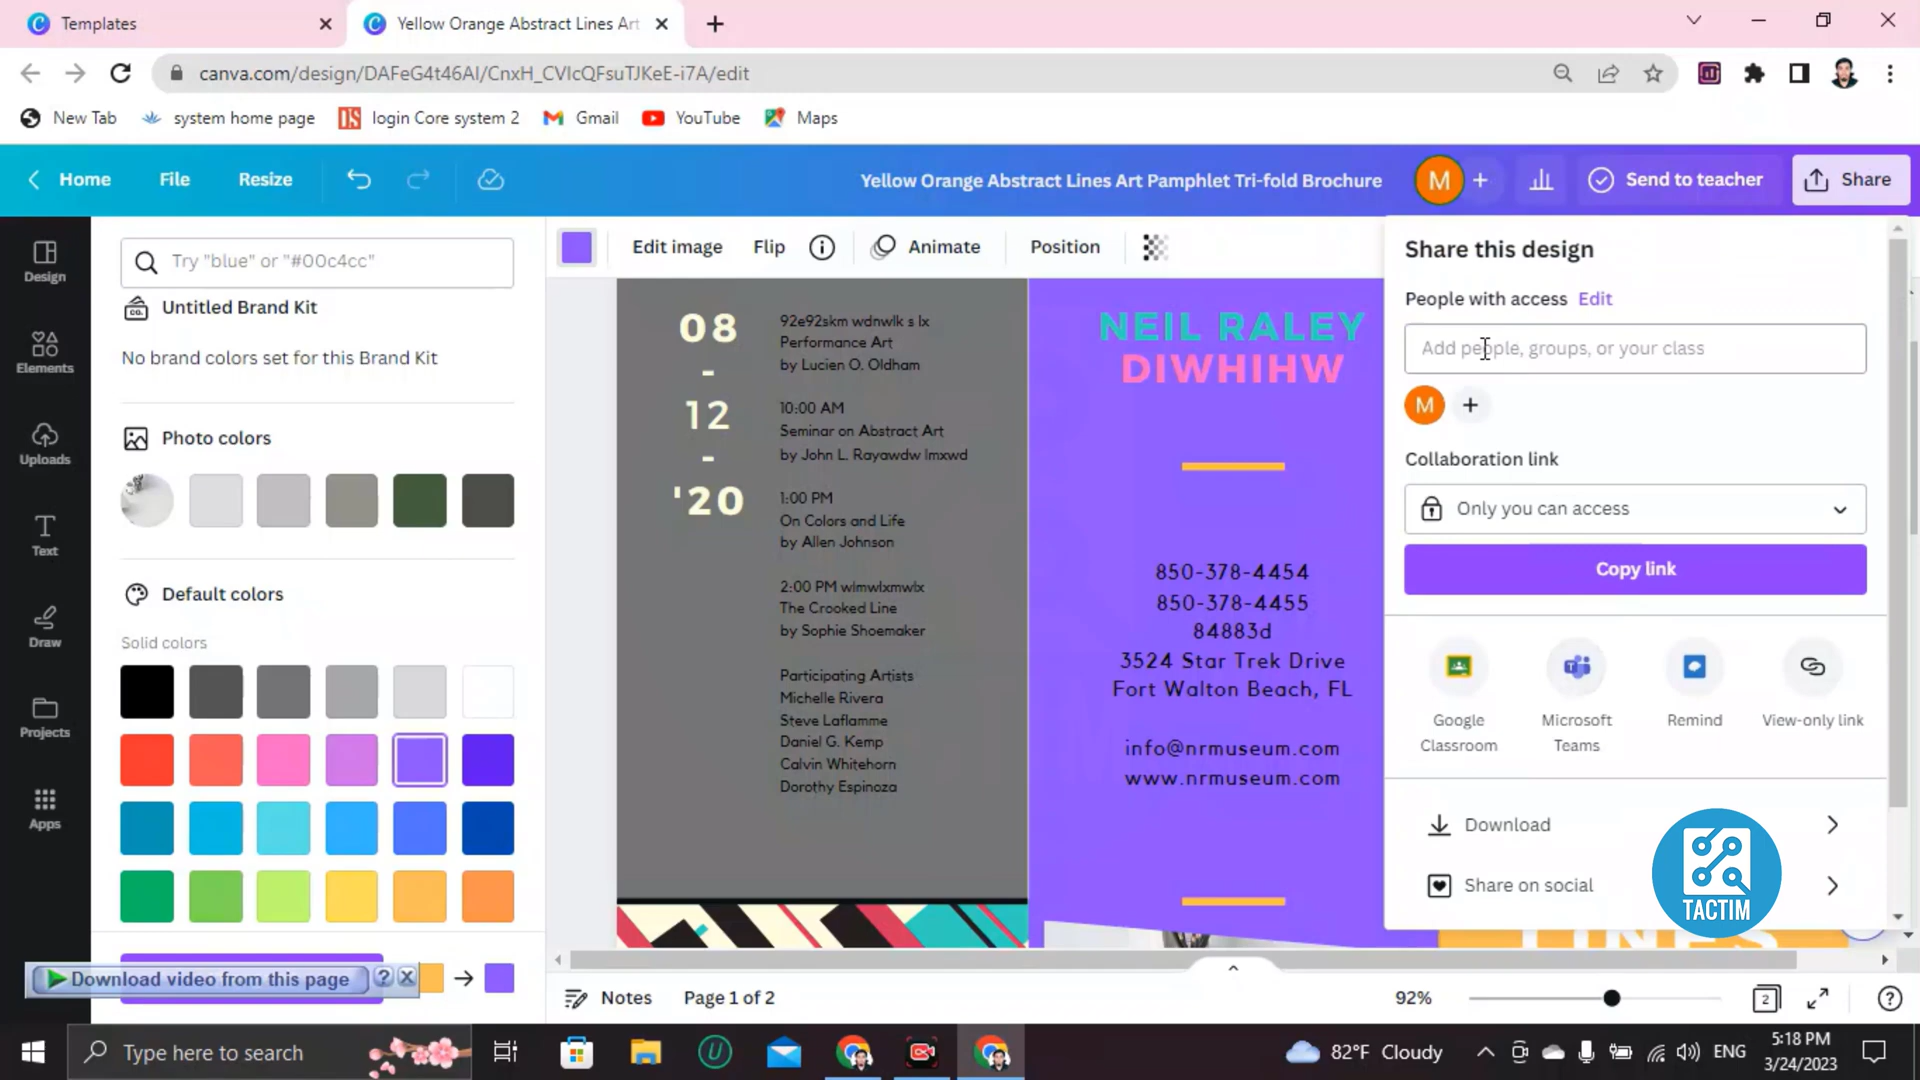 Templates
Yellow Orange Abstract Lines Art
canva.com/design/DAFeG4t46AI/CnxH_CVlcQFsuTJKeE-i7A/edit
New Tab
system home page
DS
login Core system 2
Gmail
YouTube
Maps
Home
File
Resize
Yellow Orange Abstract Lines Art Pamphlet Tri-fold Brochure
M
Send to teacher
Share
Design
Elements
Uploads
Text
Draw
Projects
Apps
Try "blue" or "#00c4cc"
CO.
Untitled Brand Kit
No brand colors set for this Brand Kit
Photo colors
Default colors
Solid colors
Download video from this page
Edit image
Flip
Animate
Position
08
-
12
-
'20
92e92skm wdnwlk s lx
Performance Art
by Lucien O. Oldham
10:00 AM
Seminar on Abstract Art
by John L. Rayawdw lmxwd
1:00 PM
On Colors and Life
by Allen Johnson
2:00 PM wlmwlxmwlx
The Crooked Line
by Sophie Shoemaker
Participating Artists
Michelle Rivera
Steve Laflamme
Daniel G. Kemp
Calvin Whitehorn
Dorothy Espinoza
NEIL RALEY
DIWHIHW
850-378-4454
850-378-4455
84883d
3524 Star Trek Drive
Fort Walton Beach, FL
info@nrmuseum.com
www.nrmuseum.com
Share this design
People with access Edit
Add people, groups, or your class
M
Collaboration link
Only you can access
Copy link
Google Classroom
Microsoft Teams
Remind
View-only link
Download
Share on social
TACTIM
LINES
Notes
Page 1 of 2
92%
2
Type here to search
82°F Cloudy
ENG
5:18 PM
3/24/2023